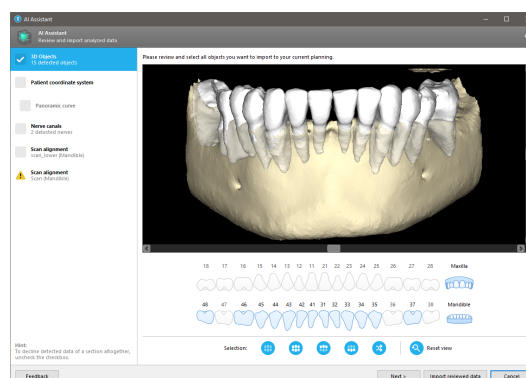 AI Assistant
AI Assistant
Review and import analyzed data
3D Objects
15 detected objects
Patient coordinate system
Panoramic curve
Nerve canals
2 detected nerves
Scan alignment
scan_lower (Mandible)
Scan alignment
Scan (Mandible)
Hint:
To decline detected data of a section altogether,
uncheck the checkbox.
Please review and select all objects you want to import to your current planning.
18 17 16 15 14 13 12 11 21 22 23 24 25 26 27 28 Maxilla
48 47 46 45 44 43 42 41 31 32 33 34 35 36 37 38 Mandible
Selection: Reset view
Feedback Next > Import reviewed data Cancel